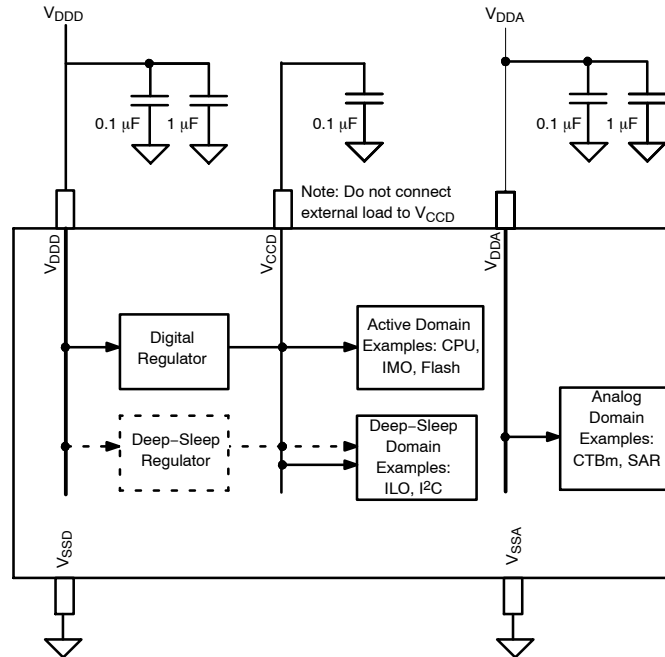 VDDD
VDDA
0.1 μF
1 μF
0.1 μF
0.1 μF
1 μF
Note: Do not connect
external load to VCCD
VDDD
VCCD
VDDA
Digital
Regulator
Active Domain
Examples: CPU,
IMO, Flash
Deep−Sleep
Regulator
Deep−Sleep
Domain
Examples:
ILO, I²C
Analog
Domain
Examples:
CTBm, SAR
VSSD
VSSA